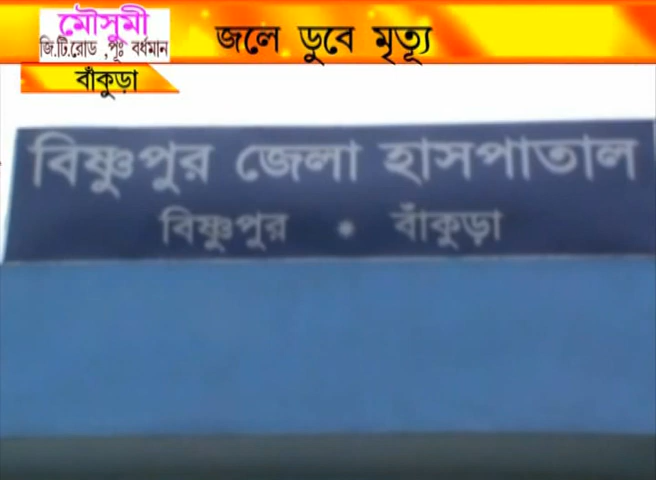 মৌসুমী
জি.টি.রোড ,পূঃ বর্ধমান
জলে ডুবে মৃত্যূ
বাঁকুড়া
বিষ্ণুপুর জেলা হাসপাতাল
বিষ্ণুপুর • বাঁকুড়া